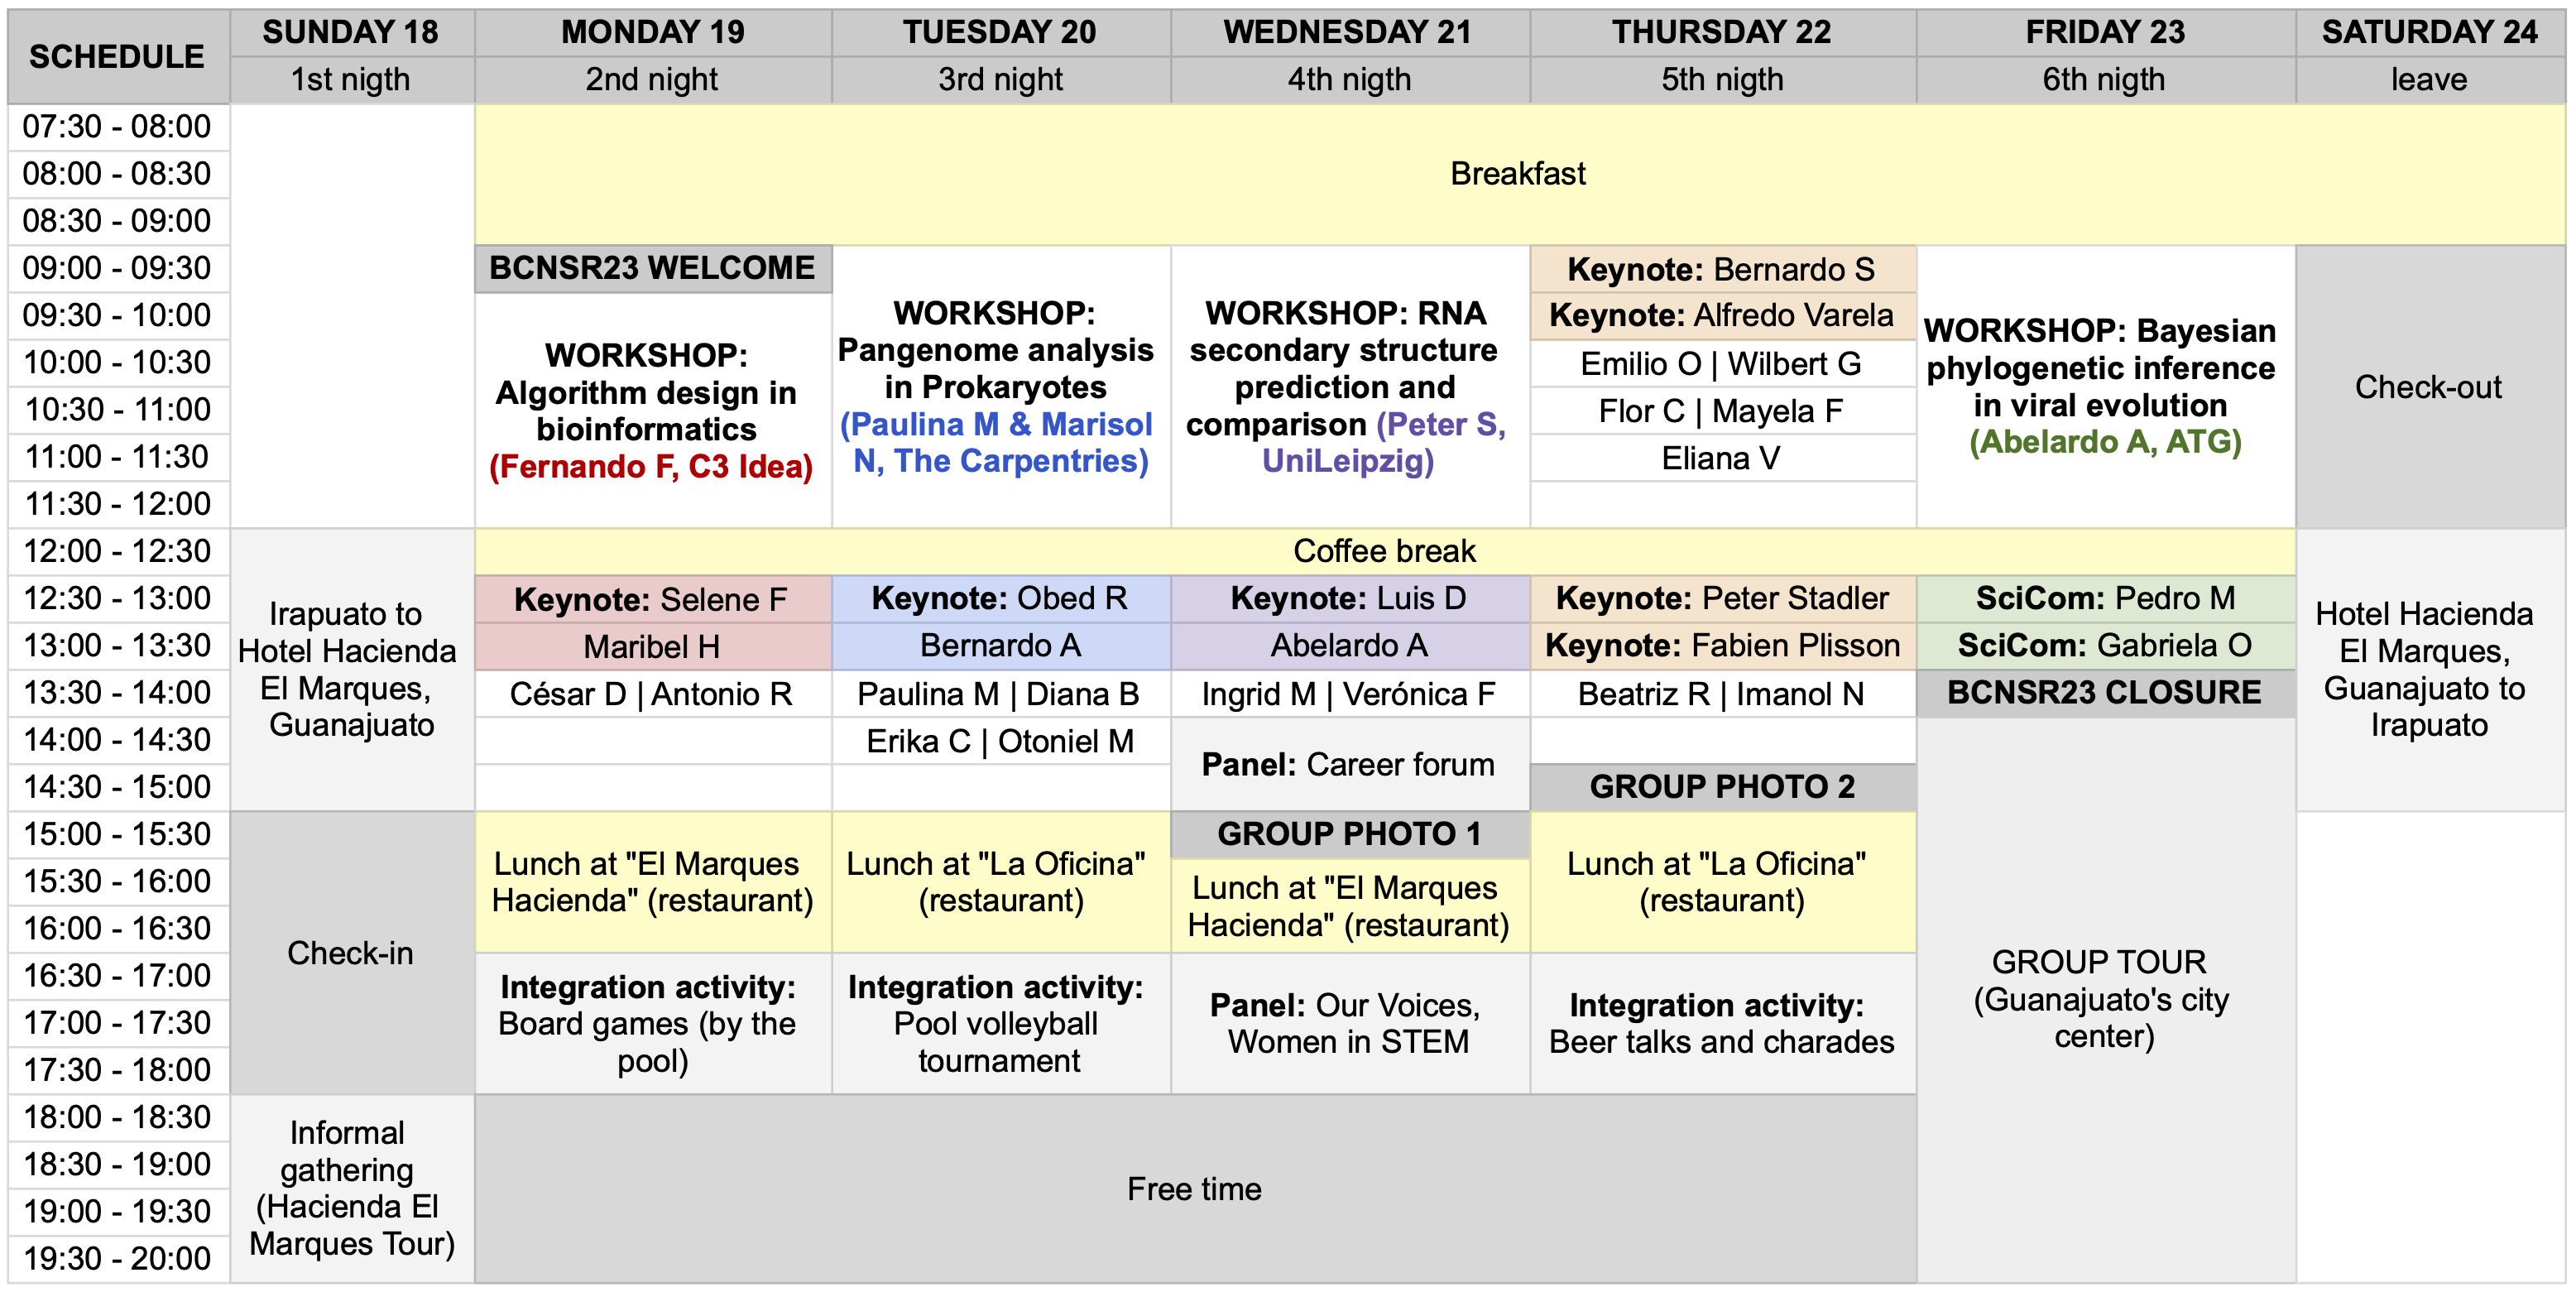 SCHEDULE
SUNDAY 18
MONDAY 19
TUESDAY 20
WEDNESDAY 21
THURSDAY 22
FRIDAY 23
SATURDAY 24
1st nigth
2nd night
3rd night
4th nigth
5th nigth
6th nigth
leave
07:30 - 08:00
08:00 - 08:30
08:30 - 09:00
09:00 - 09:30
09:30 - 10:00
10:00 - 10:30
10:30 - 11:00
11:00 - 11:30
11:30 - 12:00
12:00 - 12:30
12:30 - 13:00
13:00 - 13:30
13:30 - 14:00
14:00 - 14:30
14:30 - 15:00
15:00 - 15:30
15:30 - 16:00
16:00 - 16:30
16:30 - 17:00
17:00 - 17:30
17:30 - 18:00
18:00 - 18:30
18:30 - 19:00
19:00 - 19:30
19:30 - 20:00
Irapuato to
Hotel Hacienda
El Marques,
Guanajuato
Check-in
Informal
gathering
(Hacienda El
Marques Tour)
Breakfast
BCNSR23 WELCOME
WORKSHOP:
Algorithm design in
bioinformatics
(Fernando F, C3 Idea)
WORKSHOP:
Pangenome analysis
in Prokaryotes
(Paulina M & Marisol
N, The Carpentries)
WORKSHOP: RNA
secondary structure
prediction and
comparison (Peter S,
UniLeipzig)
Keynote: Bernardo S
Keynote: Alfredo Varela
Emilio O | Wilbert G
Flor C | Mayela F
Eliana V
WORKSHOP: Bayesian
phylogenetic inference
in viral evolution
(Abelardo A, ATG)
Check-out
Coffee break
Keynote: Selene F
Maribel H
César D | Antonio R
Keynote: Obed R
Bernardo A
Paulina M | Diana B
Erika C | Otoniel M
Keynote: Luis D
Abelardo A
Ingrid M | Verónica F
Panel: Career forum
Keynote: Peter Stadler
Keynote: Fabien Plisson
Beatriz R | Imanol N
GROUP PHOTO 2
SciCom: Pedro M
SciCom: Gabriela O
BCNSR23 CLOSURE
Hotel Hacienda
El Marques,
Guanajuato to
Irapuato
Lunch at "El Marques
Hacienda" (restaurant)
Lunch at "La Oficina"
(restaurant)
GROUP PHOTO 1
Lunch at "El Marques
Hacienda" (restaurant)
Lunch at "La Oficina"
(restaurant)
Integration activity:
Board games (by the
pool)
Integration activity:
Pool volleyball
tournament
Panel: Our Voices,
Women in STEM
Integration activity:
Beer talks and charades
GROUP TOUR
(Guanajuato's city
center)
Free time